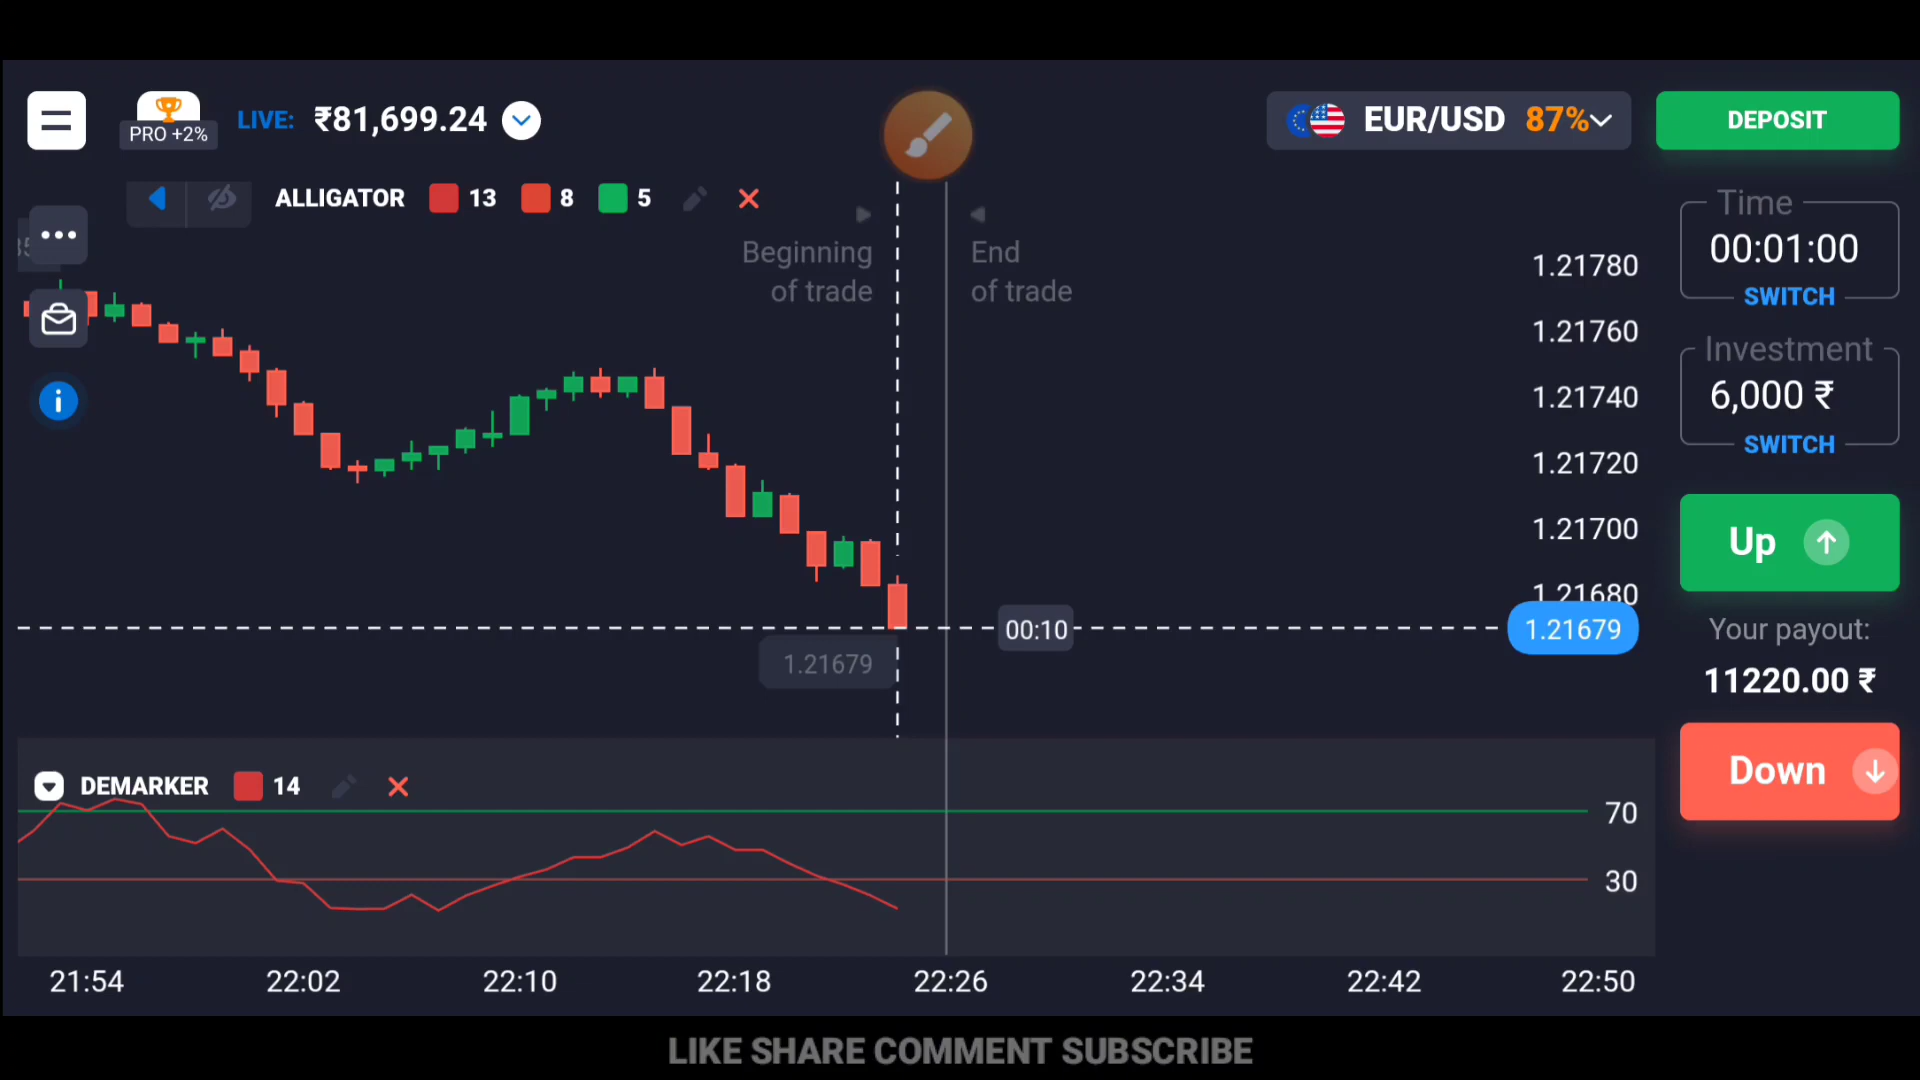 PRO +2%
LIVE: ₹81,699.24
EUR/USD 87%
DEPOSIT
ALLIGATOR 13 8 5
Beginning
of trade
End
of trade
Time
00:01:00
SWITCH
Investment
6,000 ₹
SWITCH
Up
Your payout:
11220.00 ₹
Down
1.21780
1.21760
1.21740
1.21720
1.21700
1.21680
1.21679
00:10
1.21679
DEMARKER 14
70
30
21:54 22:02 22:10 22:18 22:26 22:34 22:42 22:50
LIKE SHARE COMMENT SUBSCRIBE